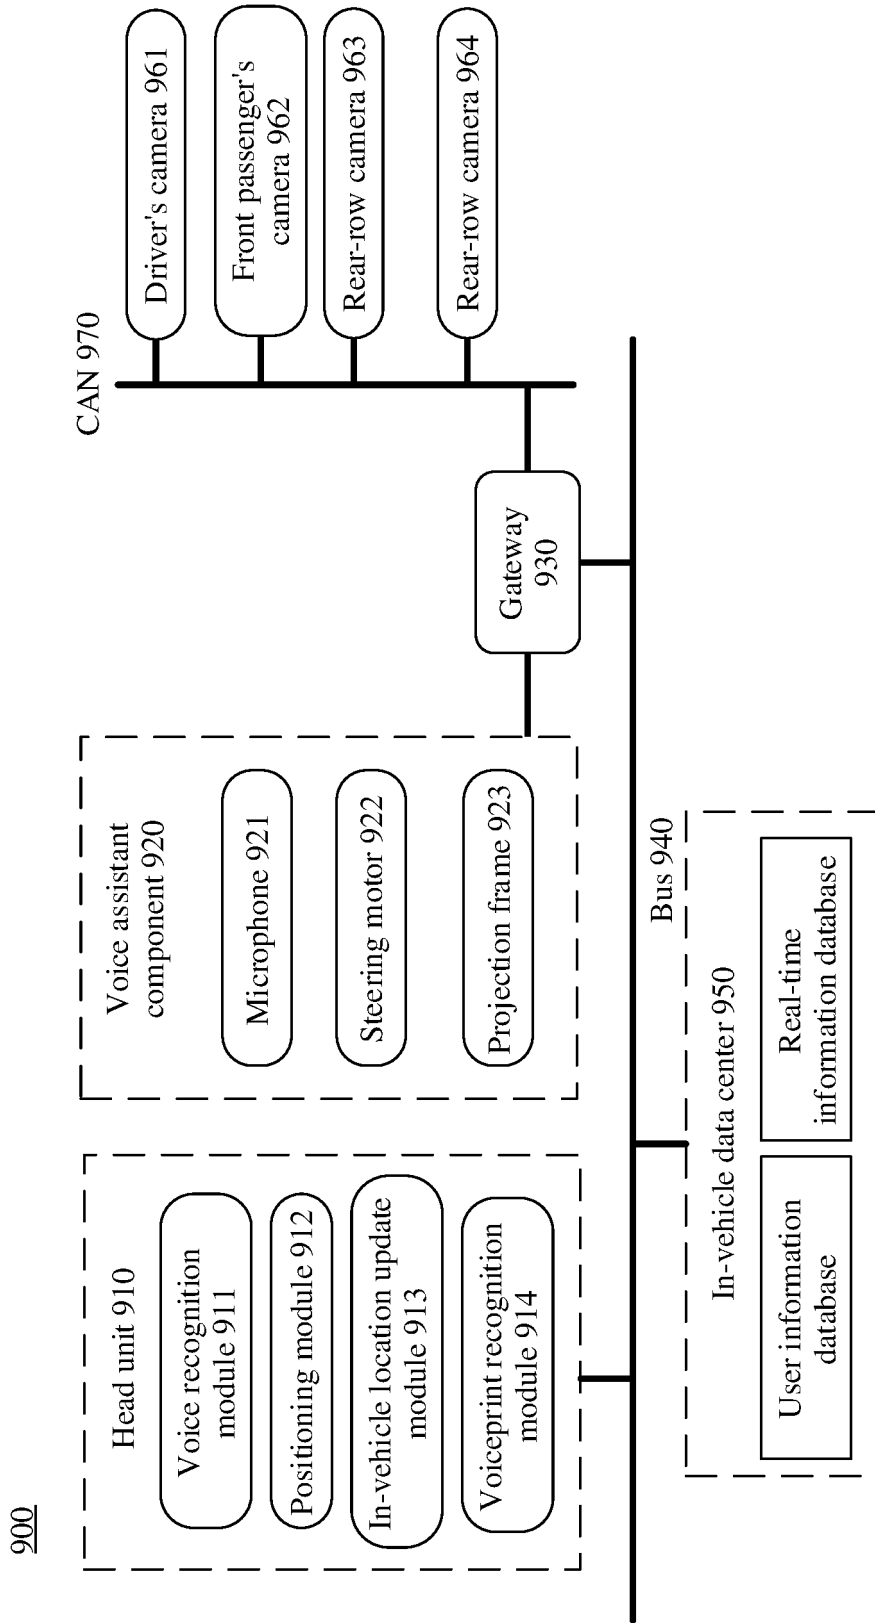 900
Head unit 910
Voice recognition
module 911
Positioning module 912
In-vehicle location update
module 913
Voiceprint recognition
module 914
Voice assistant
component 920
Microphone 921
Steering motor 922
Projection frame 923
Gateway
930
CAN 970
Driver's camera 961
Front passenger's
camera 962
Rear-row camera 963
Rear-row camera 964
Bus 940
In-vehicle data center 950
User information
database
Real-time
information database